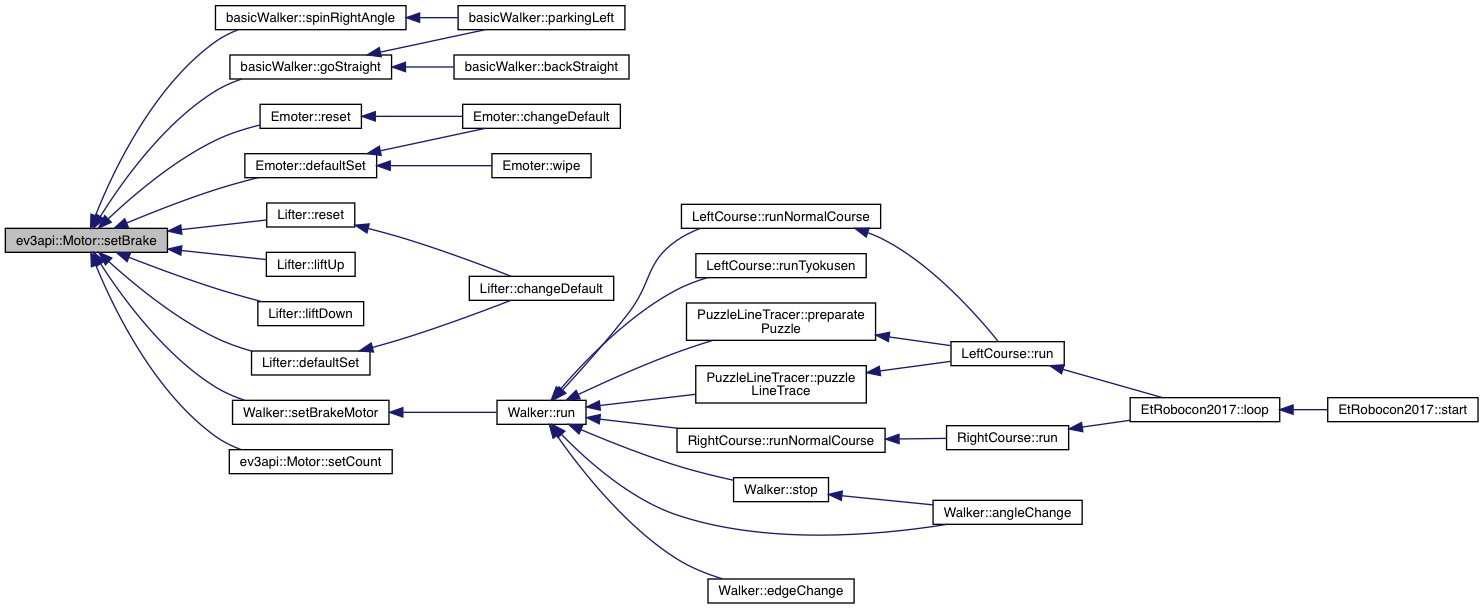 basicWalker::spinRightAngle
basicWalker::parkingLeft
basicWalker::goStraight
basicWalker::backStraight
Emoter::reset
Emoter::changeDefault
Emoter::defaultSet
Emoter::wipe
Lifter::reset
LeftCourse::runNormalCourse
ev3api::Motor::setBrake
Lifter::liftUp
LeftCourse::runTyokusen
Lifter::changeDefault
Lifter::liftDown
PuzzleLineTracer::preparate
Puzzle
LeftCourse::run
Lifter::defaultSet
PuzzleLineTracer::puzzle
LineTrace
Walker::setBrakeMotor
Walker::run
EtRobocon2017::loop
EtRobocon2017::start
RightCourse::runNormalCourse
RightCourse::run
ev3api::Motor::setCount
Walker::stop
Walker::angleChange
Walker::edgeChange